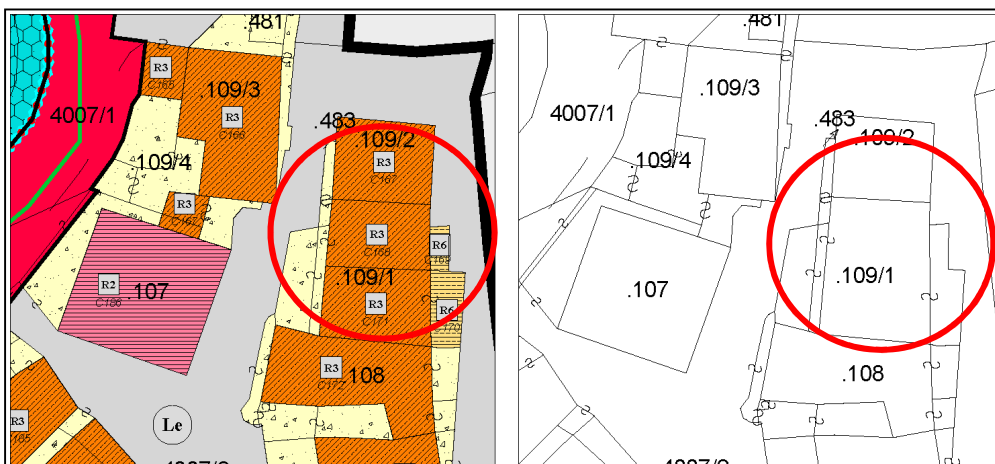 .481
R3
C165
.109/3
4007/1
R3
C166
.483
.109/2
109/4
R3
C167
R3
R3
C168
R6
.109/1
R2
.107
C186
R3
C171
R6
C170
R3
.108
C172
R3
Le
.481
.109/3
4007/1
.483
.109/2
.109/4
.109/1
.107
.108